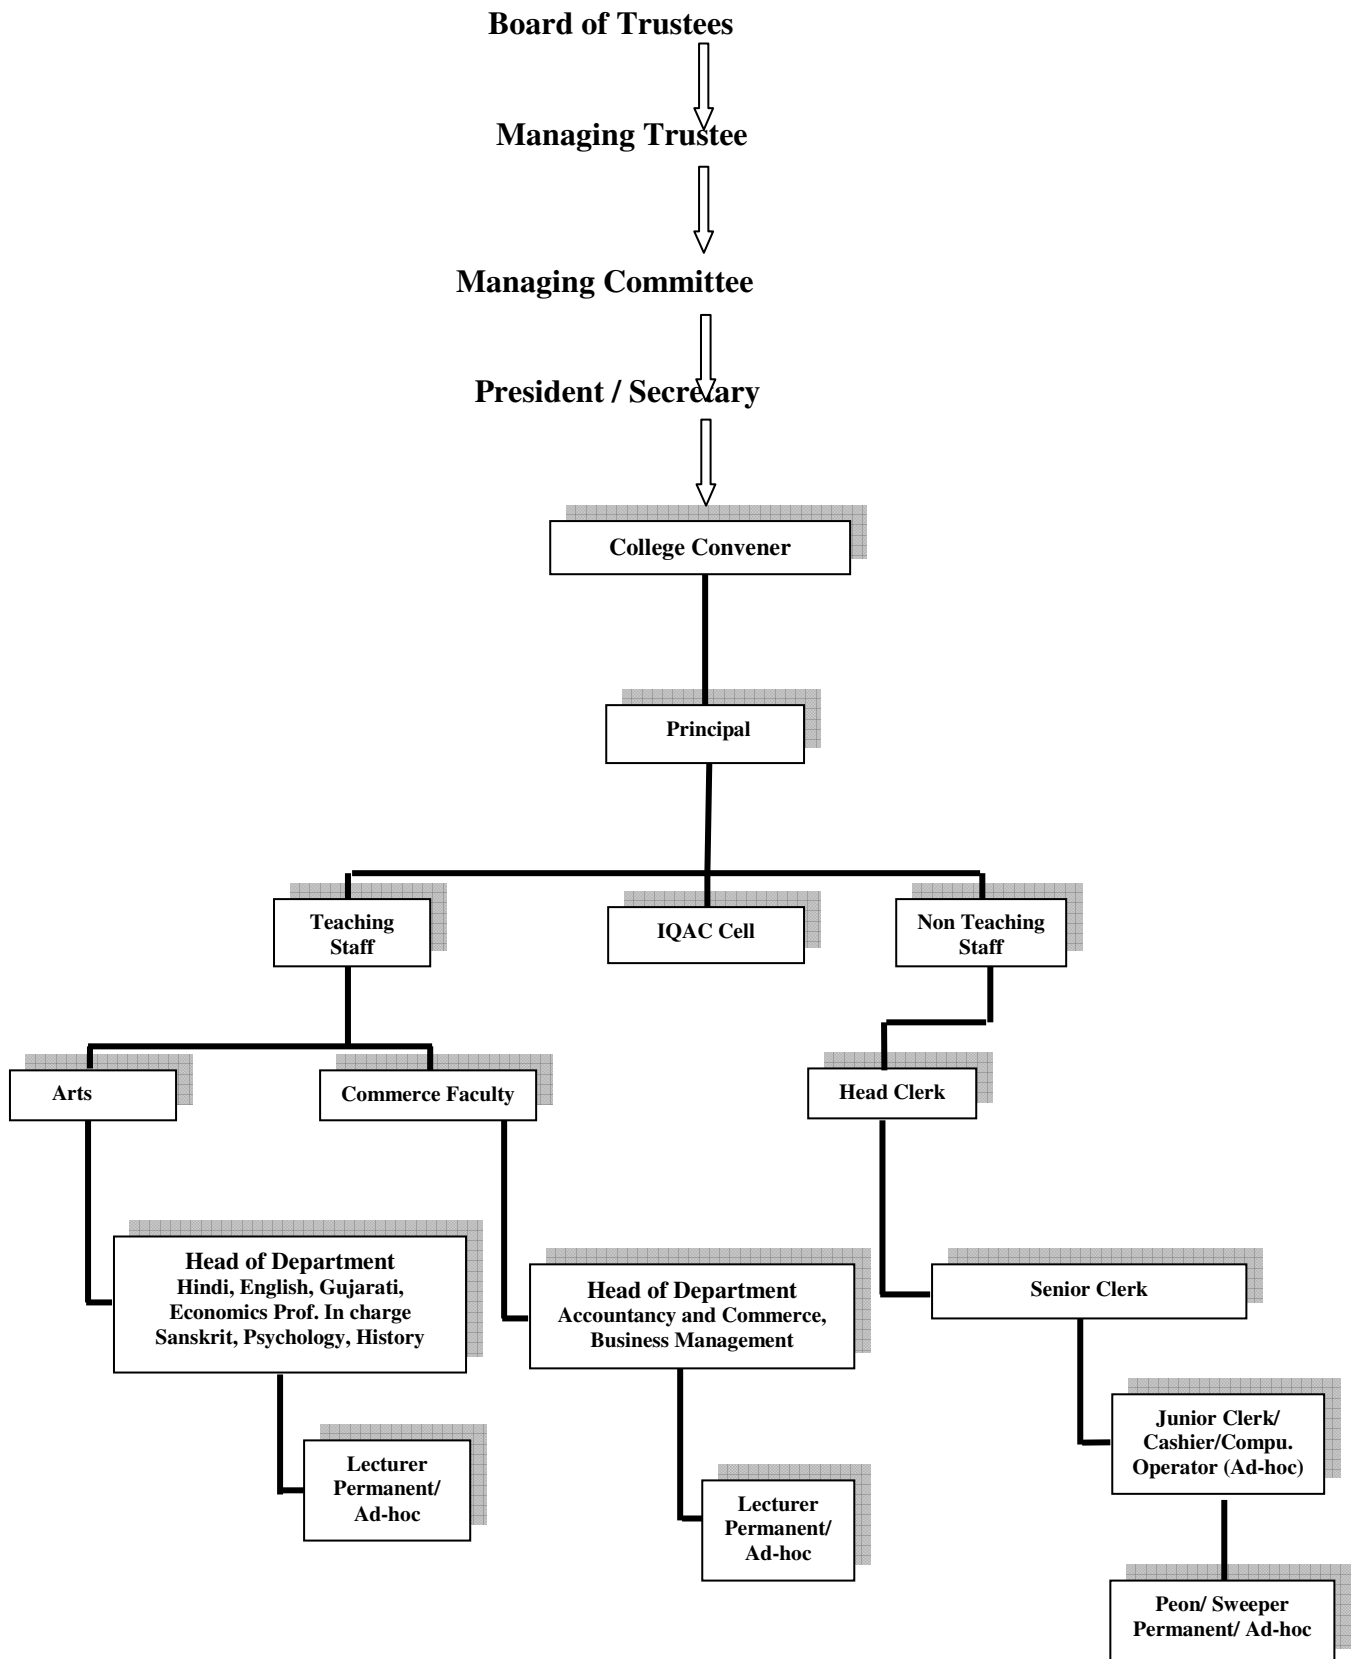 Board of Trustees
Managing Trustee
Managing Committee
President / Secretary
College Convener
Principal
Teaching
Staff
IQAC Cell
Non Teaching
Staff
Arts
Commerce Faculty
Head Clerk
Head of Department
Hindi, English, Gujarati,
Economics Prof. In charge
Sanskrit, Psychology, History
Head of Department
Accountancy and Commerce,
Business Management
Senior Clerk
Lecturer
Permanent/
Ad-hoc
Lecturer
Permanent/
Ad-hoc
Junior Clerk/
Cashier/Compu.
Operator (Ad-hoc)
Peon/ Sweeper
Permanent/ Ad-hoc